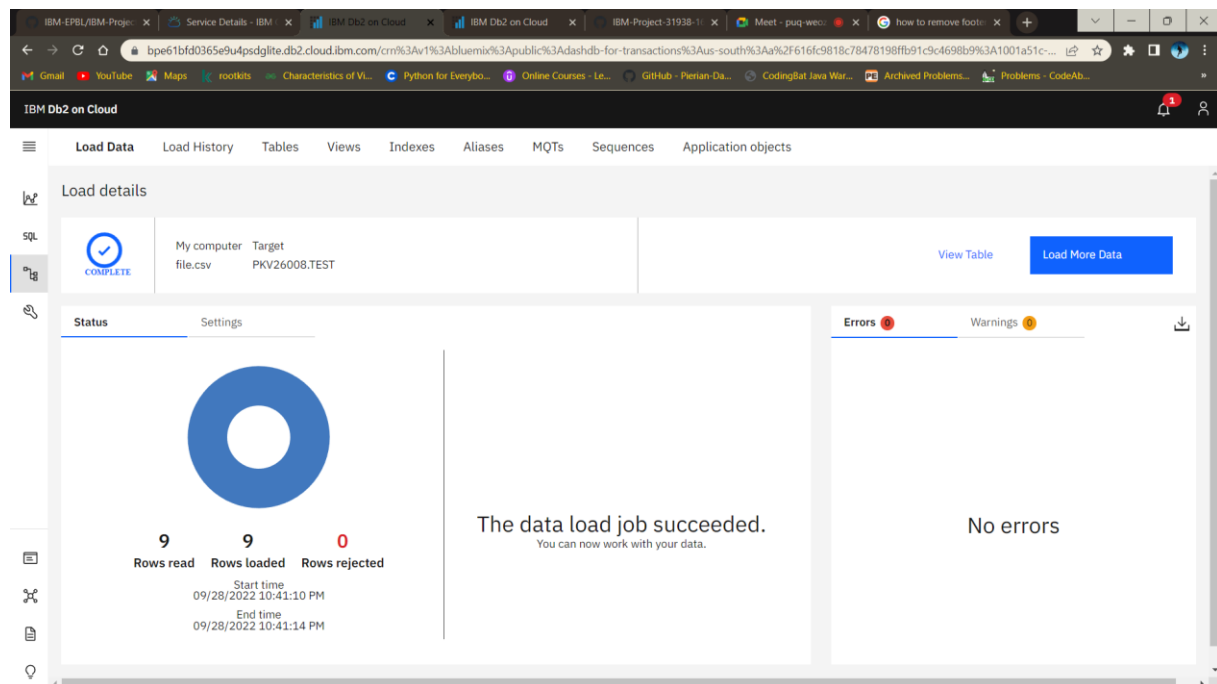 IBM-EPBL/IBM-Projec
Service Details - IBM
IBM Db2 on Cloud
IBM Db2 on Cloud
IBM-Project-31938-1
Meet - puq-weo
how to remove foote
bpe61bfd0365e9u4psdglite.db2.cloud.ibm.com/crn%3Av1%3Abluemix%3Apublic%3Adashdb-for-transactions%3Aus-south%3Aa%2F616fc9818c78478198ffb91c9c4698b9%3A1001a51c-...
Gmail
YouTube
Maps
rootkits
Characteristics of Vi...
Python for Everybo...
Online Courses - Le...
GitHub - Pierian-Da...
CodingBat Java War...
PE Archived Problems...
Problems - CodeAb...
»
IBM Db2 on Cloud
1
Load Data
Load History
Tables
Views
Indexes
Aliases
MQTs
Sequences
Application objects
Load details
SQL
COMPLETE
My computer Target
file.csv PKV26008.TEST
View Table
Load More Data
Status
Settings
Errors 0
Warnings 0
9 9 0
Rows read Rows loaded Rows rejected
Start time
09/28/2022 10:41:10 PM
End time
09/28/2022 10:41:14 PM
The data load job succeeded.
You can now work with your data.
No errors